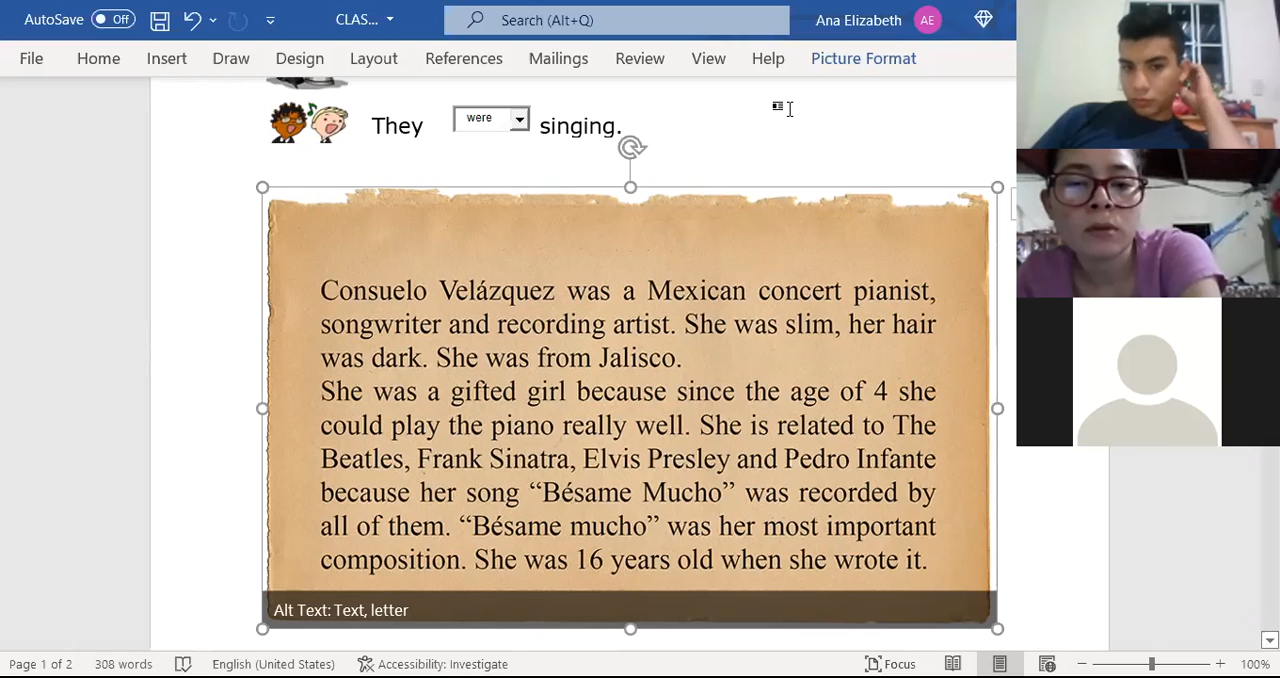 AutoSave Off CLAS... Search (Alt+Q) Ana Elizabeth AE
File Home Insert Draw Design Layout References Mailings Review View Help Picture Format
They were singing.
Consuelo Velázquez was a Mexican concert pianist,
songwriter and recording artist. She was slim, her hair
was dark. She was from Jalisco.
She was a gifted girl because since the age of 4 she
could play the piano really well. She is related to The
Beatles, Frank Sinatra, Elvis Presley and Pedro Infante
because her song “Bésame Mucho” was recorded by
all of them. “Bésame mucho” was her most important
composition. She was 16 years old when she wrote it.
Alt Text: Text, letter
Page 1 of 2 308 words English (United States) Accessibility: Investigate Focus 100%